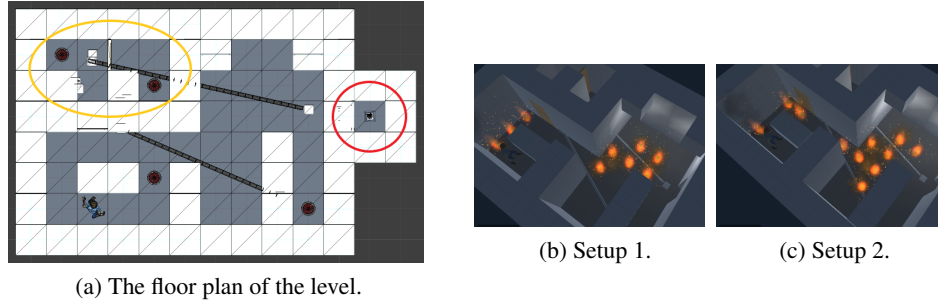 (b) Setup 1.
(c) Setup 2.
(a) The floor plan of the level.